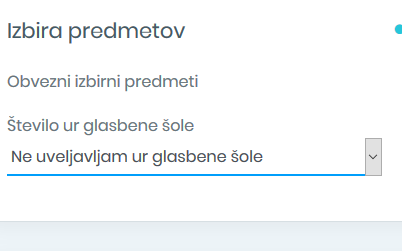 Izbira predmetov
Obvezni izbirni predmeti
Število ur glasbene šole
Ne uveljavljam ur glasbene šole